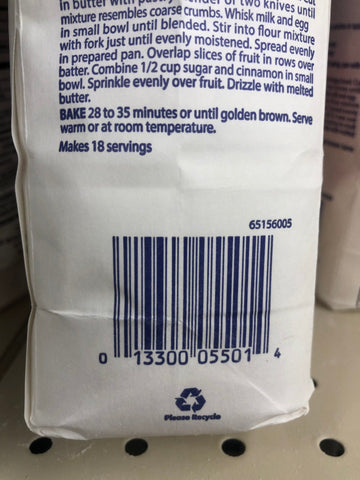 in butter with pastry blender or two knives until
mixture resembles coarse crumbs. Whisk milk and egg
in small bowl until blended. Stir into flour mixture
with fork just until evenly moistened. Spread evenly
in prepared pan. Overlap slices of fruit in rows over
batter. Combine 1/2 cup sugar and cinnamon in small
bowl. Sprinkle evenly over fruit. Drizzle with melted
butter.
BAKE 28 to 35 minutes or until golden brown. Serve
warm or at room temperature.
Makes 18 servings
65156005
0 13300 05501 4
Please Recycle